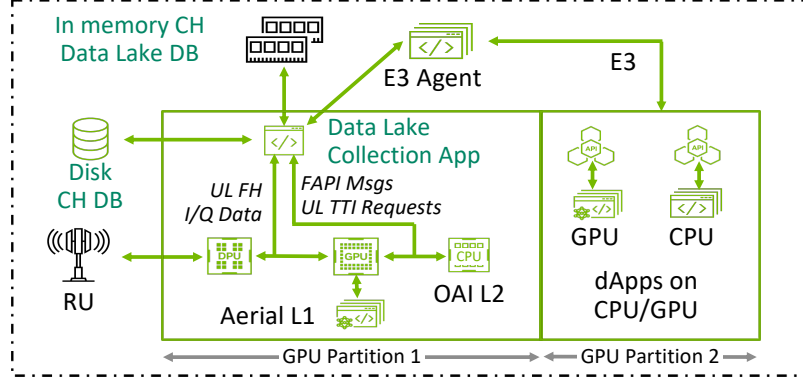 In memory CH
Data Lake DB
E3 Agent
E3
Disk
CH DB
</>
Data Lake
Collection App
UL FH
I/Q Data
FAPI Msgs
UL TTI Requests
API
API
GPU
CPU
dApps on
CPU/GPU
RU
DPU
GPU
CPU
Aerial L1
OAI L2
GPU Partition 1
GPU Partition 2